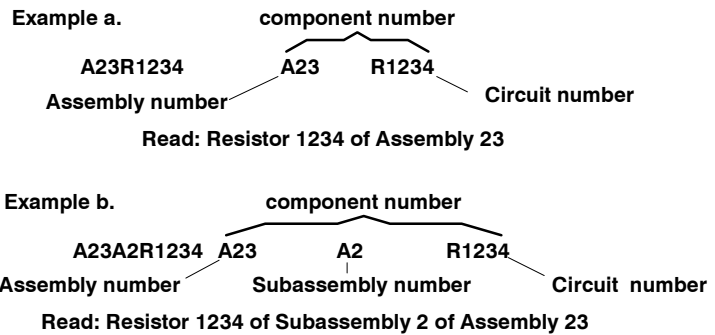 Example a. component number
A23R1234 A23 R1234
Assembly number Circuit number
Read: Resistor 1234 of Assembly 23
Example b. component number
A23A2R1234 A23 A2 R1234
Assembly number Subassembly number Circuit number
Read: Resistor 1234 of Subassembly 2 of Assembly 23